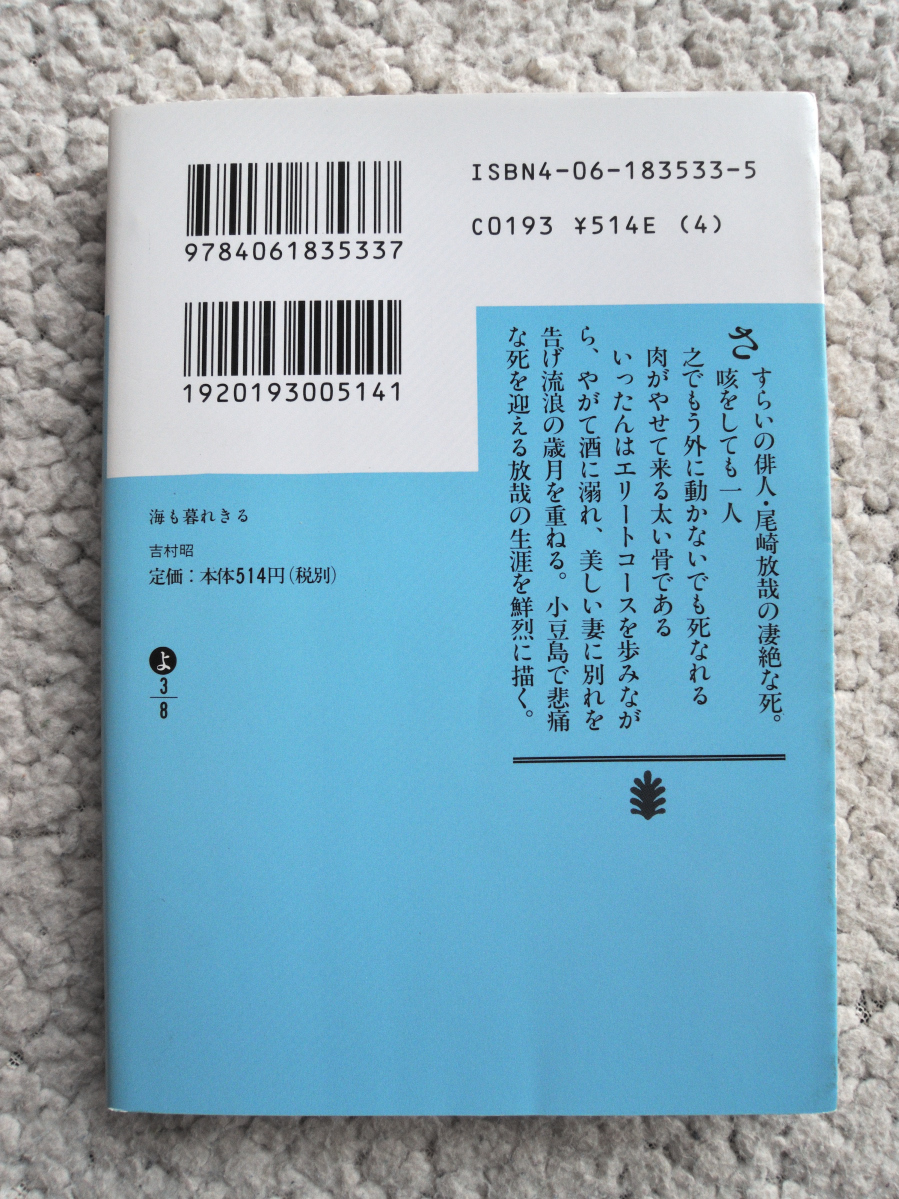 9784061835337
ISBN4-06-183533-5
C0193 ¥514E (4)
1920193005141
さすらいの俳人・尾崎放哉の凄絶な死。
咳をしても一人
之でもう外に動かないでも死なれる
肉がやせて来る太い骨である
いったんはエリートコースを歩みなが
ら、やがて酒に溺れ、美しい妻に別れを
告げ流浪の歳月を重ねる。小豆島で悲痛
な死を迎える放哉の生涯を鮮烈に描く。
海も暮れきる
吉村昭
定価：本体514円（税別）
よ
3
8